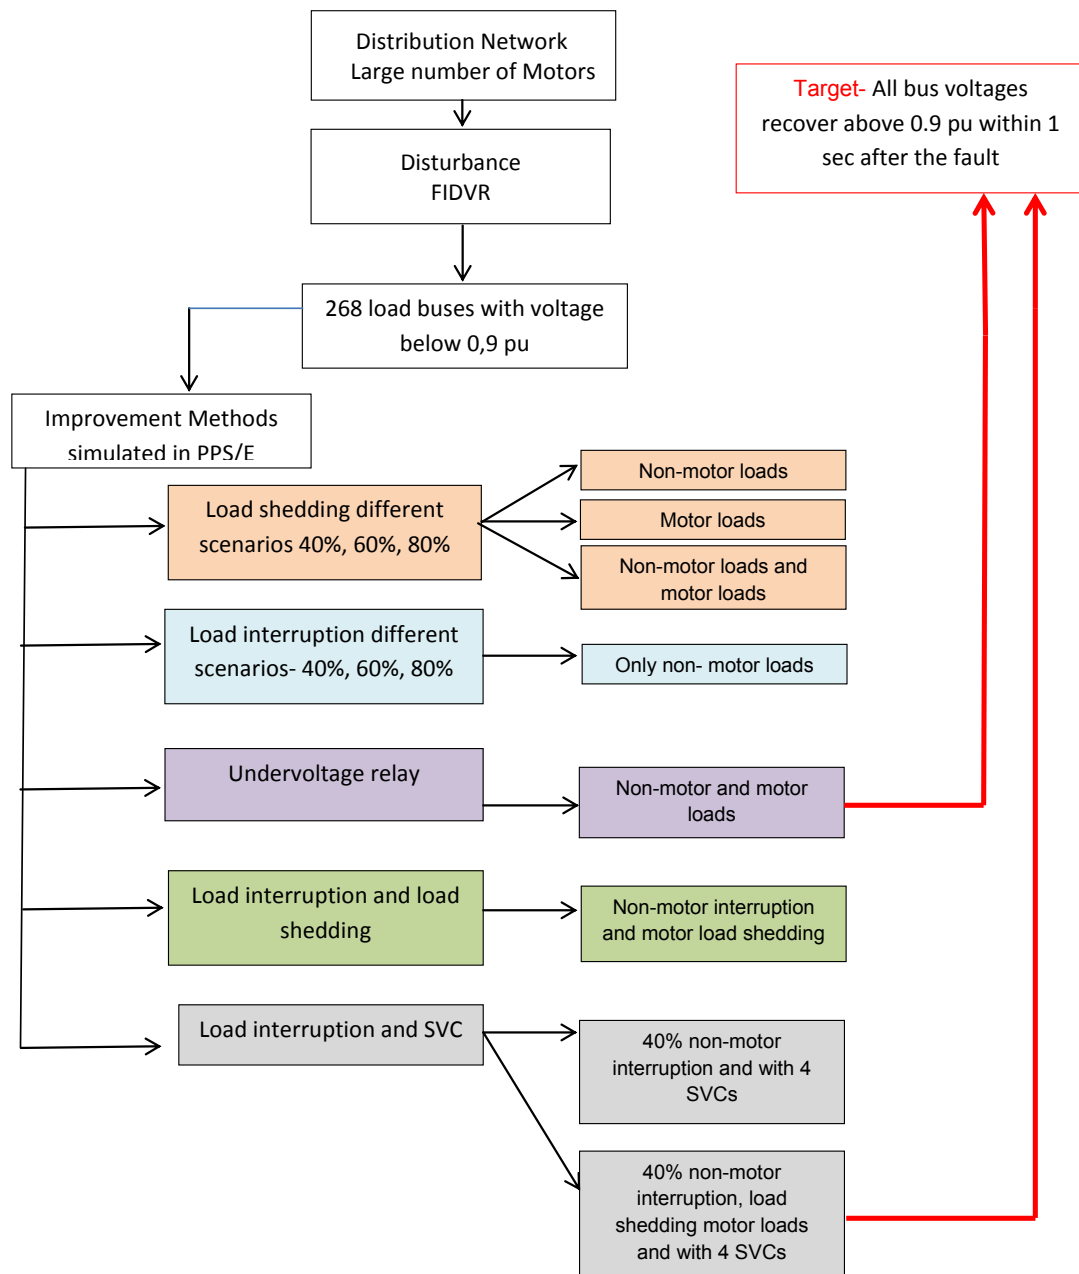 Distribution Network
Large number of Motors
Target- All bus voltages
recover above 0.9 pu within 1
sec after the fault
Disturbance
FIDVR
268 load buses with voltage
below 0,9 pu
Improvement Methods
simulated in PPS/E
Load shedding different
scenarios 40%, 60%, 80%
Non-motor loads
Motor loads
Non-motor loads and
motor loads
Load interruption different
scenarios- 40%, 60%, 80%
Only non- motor loads
Undervoltage relay
Non-motor and motor
loads
Load interruption and load
shedding
Non-motor interruption
and motor load shedding
Load interruption and SVC
40% non-motor
interruption and with 4
SVCs
40% non-motor
interruption, load
shedding motor loads
and with 4 SVCs